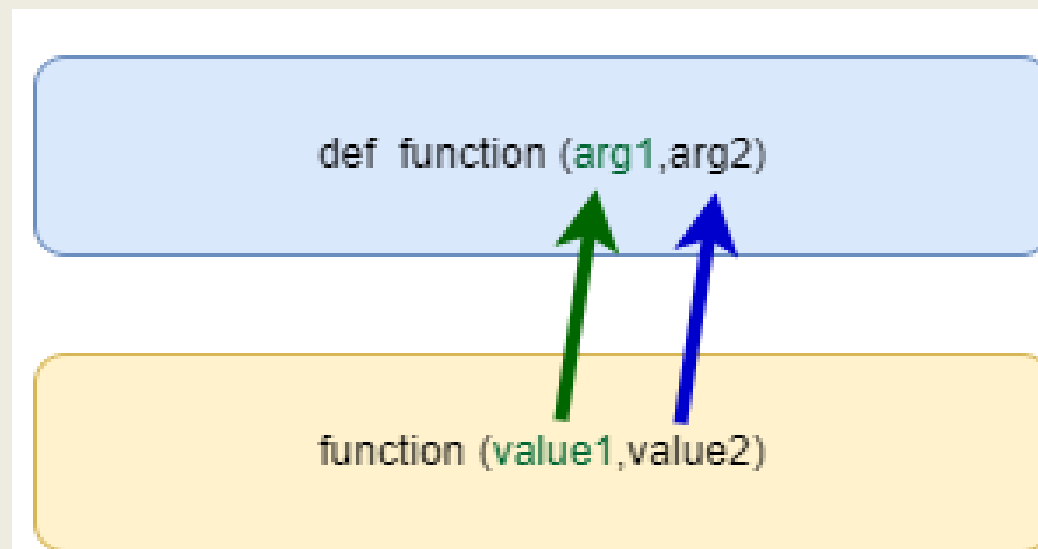 def function (arg1,arg2)
function (value1,value2)